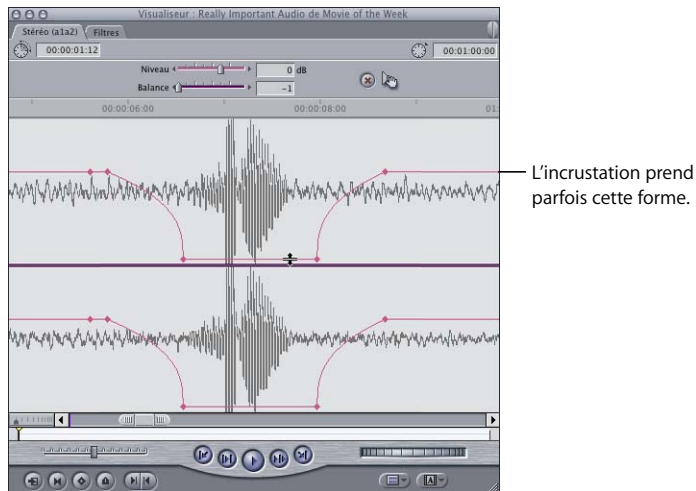 Visualiseur : Really Important Audio de Movie of the Week
Stéréo (a1a2) Filtres
00:00:01:12 00:01:00:00
Niveau 0 dB
Balance -1
00:00:06:00 00:00:08:00 01:
L'incrustation prend
parfois cette forme.
A